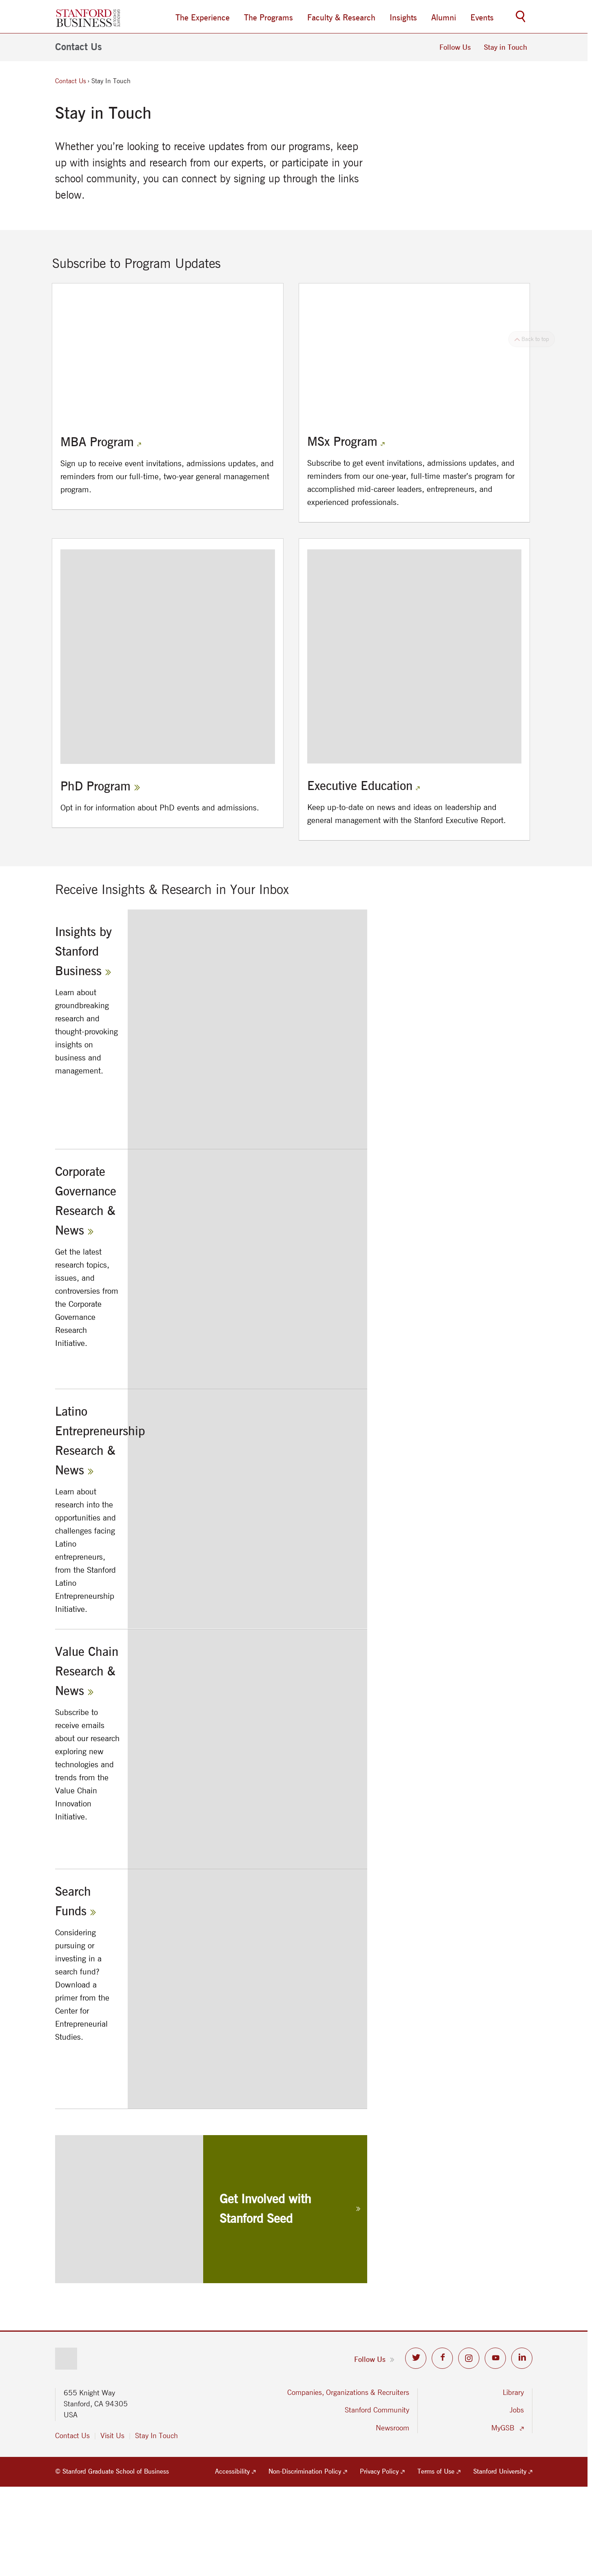 STANFORD
BUSINESS
GRADUATE
SCHOOL OF
BUSINESS
The Experience
The Programs
Faculty & Research
Insights
Alumni
Events
Contact Us
Follow Us
Stay in Touch
Contact Us › Stay In Touch
Stay in Touch
Whether you're looking to receive updates from our programs, keep
up with insights and research from our experts, or participate in your
school community, you can connect by signing up through the links
below.
Subscribe to Program Updates
Back to top
MBA Program
Sign up to receive event invitations, admissions updates, and
reminders from our full-time, two-year general management
program.
MSx Program
Subscribe to get event invitations, admissions updates, and
reminders from our one-year, full-time master's program for
accomplished mid-career leaders, entrepreneurs, and
experienced professionals.
PhD Program »
Opt in for information about PhD events and admissions.
Executive Education
Keep up-to-date on news and ideas on leadership and
general management with the Stanford Executive Report.
Receive Insights & Research in Your Inbox
Insights by
Stanford
Business »
Learn about
groundbreaking
research and
thought-provoking
insights on
business and
management.
Corporate
Governance
Research &
News »
Get the latest
research topics,
issues, and
controversies from
the Corporate
Governance
Research
Initiative.
Latino
Entrepreneurship
Research &
News »
Learn about
research into the
opportunities and
challenges facing
Latino
entrepreneurs,
from the Stanford
Latino
Entrepreneurship
Initiative.
Value Chain
Research &
News »
Subscribe to
receive emails
about our research
exploring new
technologies and
trends from the
Value Chain
Innovation
Initiative.
Search
Funds »
Considering
pursuing or
investing in a
search fund?
Download a
primer from the
Center for
Entrepreneurial
Studies.
Get Involved with
Stanford Seed »
Follow Us »
655 Knight Way
Stanford, CA 94305
USA
Contact Us
Visit Us
Stay In Touch
Companies, Organizations & Recruiters
Stanford Community
Newsroom
Library
Jobs
MyGSB
© Stanford Graduate School of Business
Accessibility
Non-Discrimination Policy
Privacy Policy
Terms of Use
Stanford University